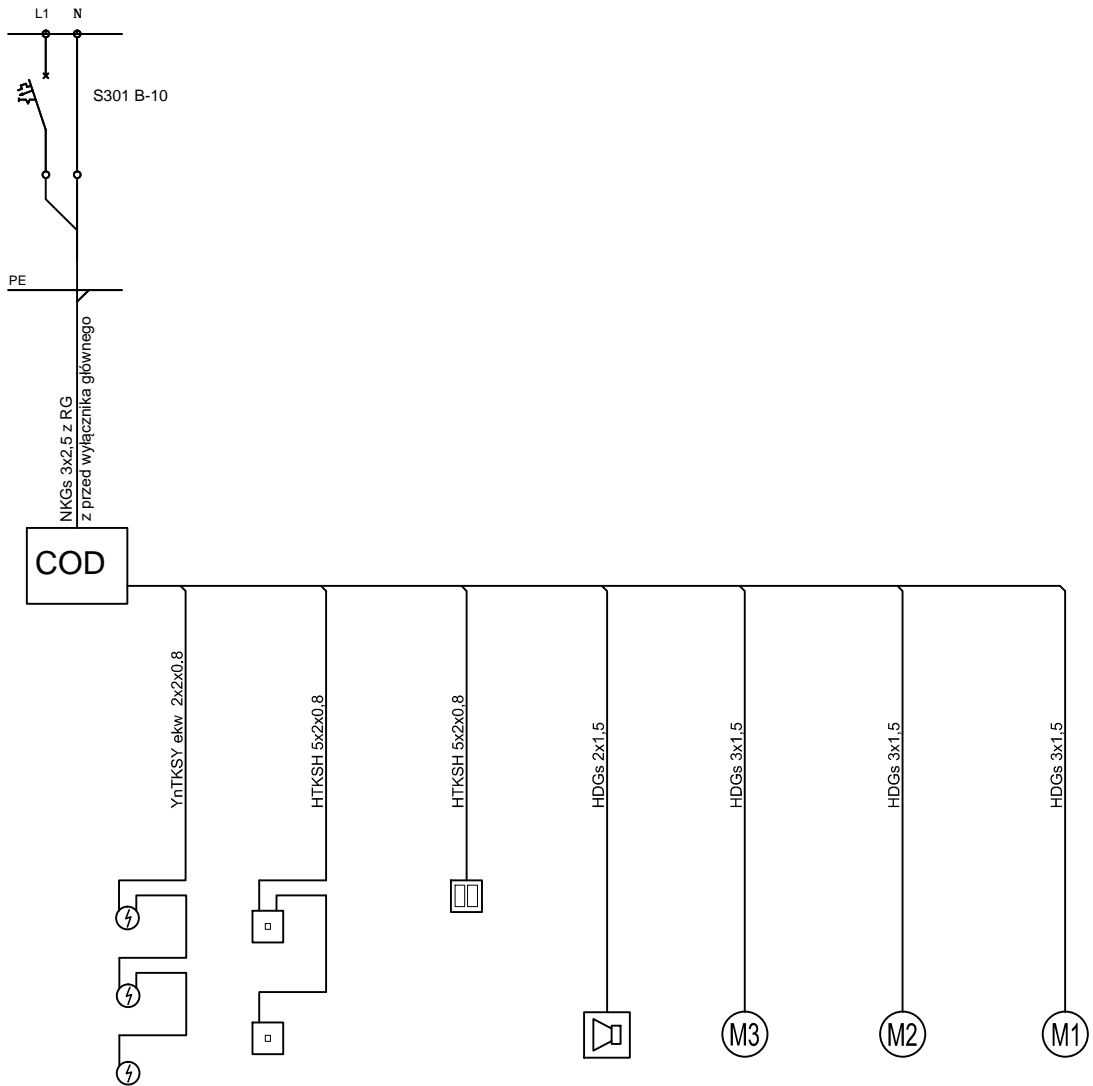 L1 N
S301 B-10
PE
NKGs 3x2,5 z RG
z przed wyłącznika głównego
COD
YnTKSY ekw 2x2x0.8
HTKSH 5x2x0,8
HTKSH 5x2x0,8
HDGs 2x1,5
HDGs 3x1,5
HDGs 3x1,5
HDGs 3x1,5
M3
M2
M1